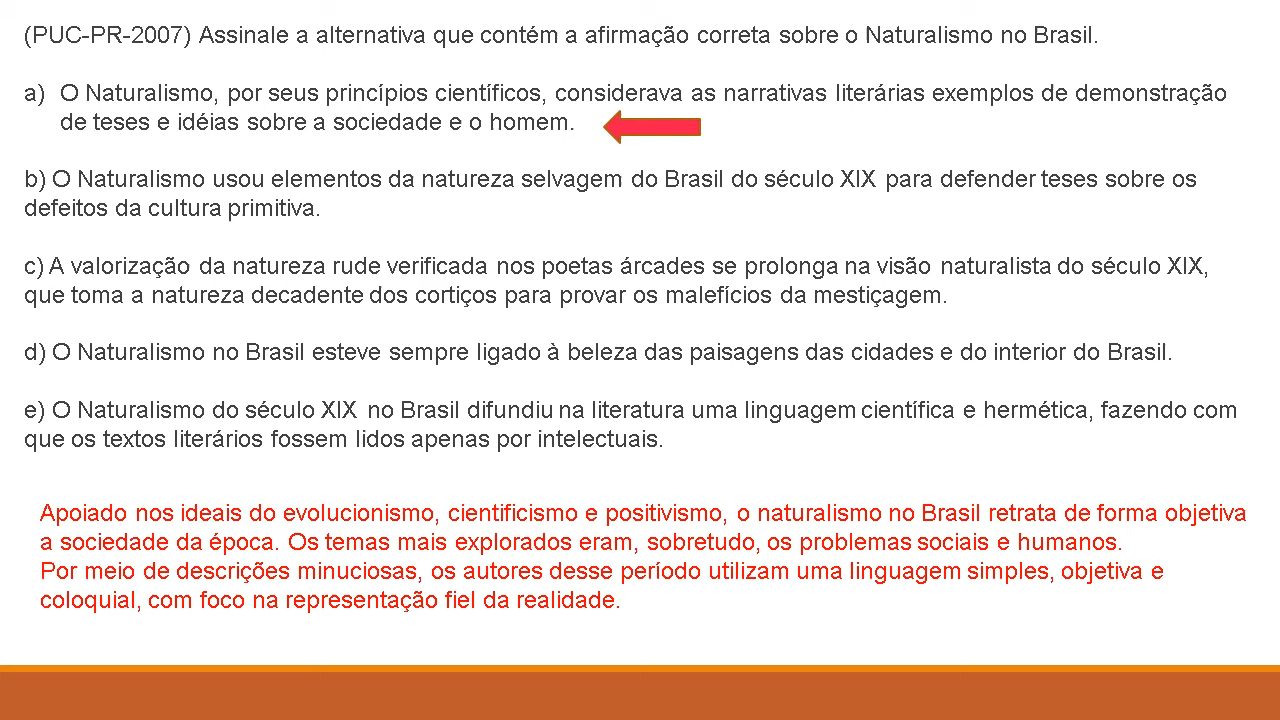 (PUC-PR-2007) Assinale a alternativa que contém a afirmação correta sobre o Naturalismo no Brasil.
a) O Naturalismo, por seus princípios científicos, considerava as narrativas literárias exemplos de demonstração
de teses e idéias sobre a sociedade e o homem.
b) O Naturalismo usou elementos da natureza selvagem do Brasil do século XIX para defender teses sobre os
defeitos da cultura primitiva.
c) A valorização da natureza rude verificada nos poetas árcades se prolonga na visão naturalista do século XIX,
que toma a natureza decadente dos cortiços para provar os malefícios da mestiçagem.
d) O Naturalismo no Brasil esteve sempre ligado à beleza das paisagens das cidades e do interior do Brasil.
e) O Naturalismo do século XIX no Brasil difundiu na literatura uma linguagem científica e hermética, fazendo com
que os textos literários fossem lidos apenas por intelectuais.
Apoiado nos ideais do evolucionismo, cientificismo e positivismo, o naturalismo no Brasil retrata de forma objetiva
a sociedade da época. Os temas mais explorados eram, sobretudo, os problemas sociais e humanos.
Por meio de descrições minuciosas, os autores desse período utilizam uma linguagem simples, objetiva e
coloquial, com foco na representação fiel da realidade.